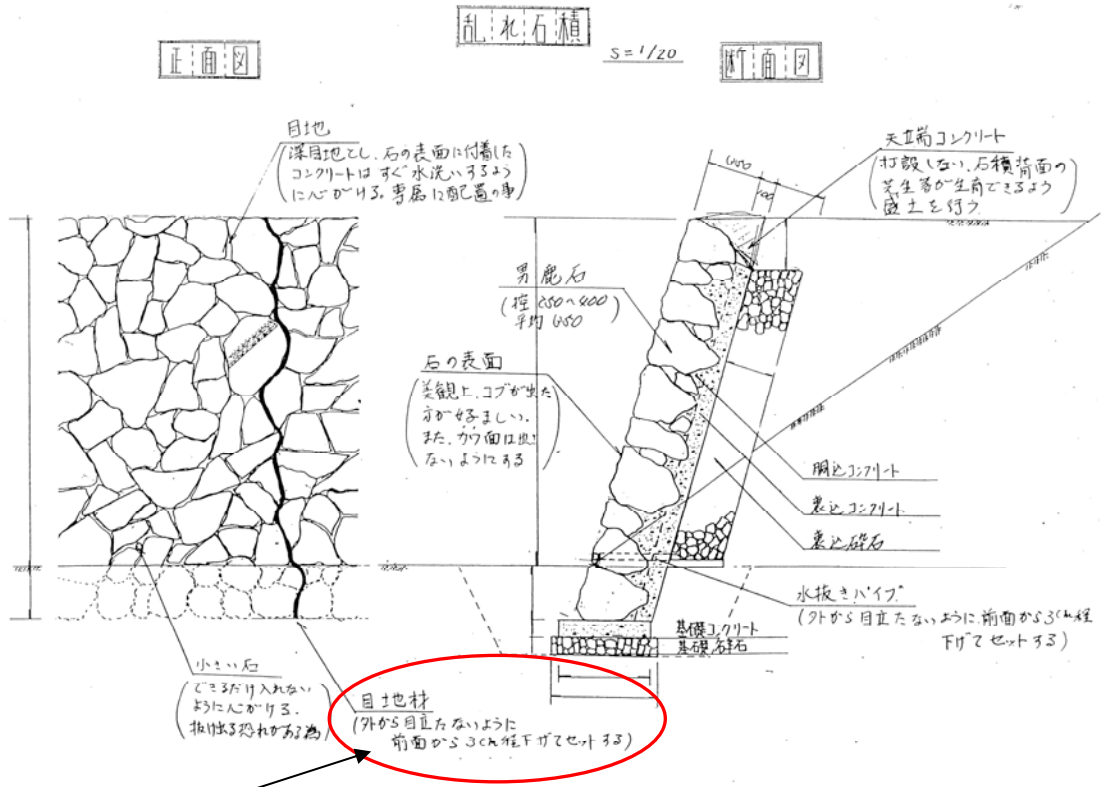 乱れ石積
S=1/20
正面図
断面図
目地
(深目地とし、石の表面に付着した
コンクリートはすぐ水洗いするよう
に心がける。専属に配置の事)
天端コンクリート
(打設しない、石積背面の
芝生等が生育できるよう
盛土を行う
350
100
男鹿石
(控 250~400
平均 350)
石の表面
(美観上、コブが出た
方が好ましい。
また、ガワ面は出さ
ないようにする)
胴込コンクリート
裏込コンクリート
裏込砕石
水抜きパイプ
(外から目立たないように前面から3cm程
下げてセットする)
基礎コンクリート
基礎砕石
小さい石
(できるだけ入れない
ように心がける。
抜け出る恐れがある為)
目地材
(外から目立たないように
前面から3cm程下げてセットする)